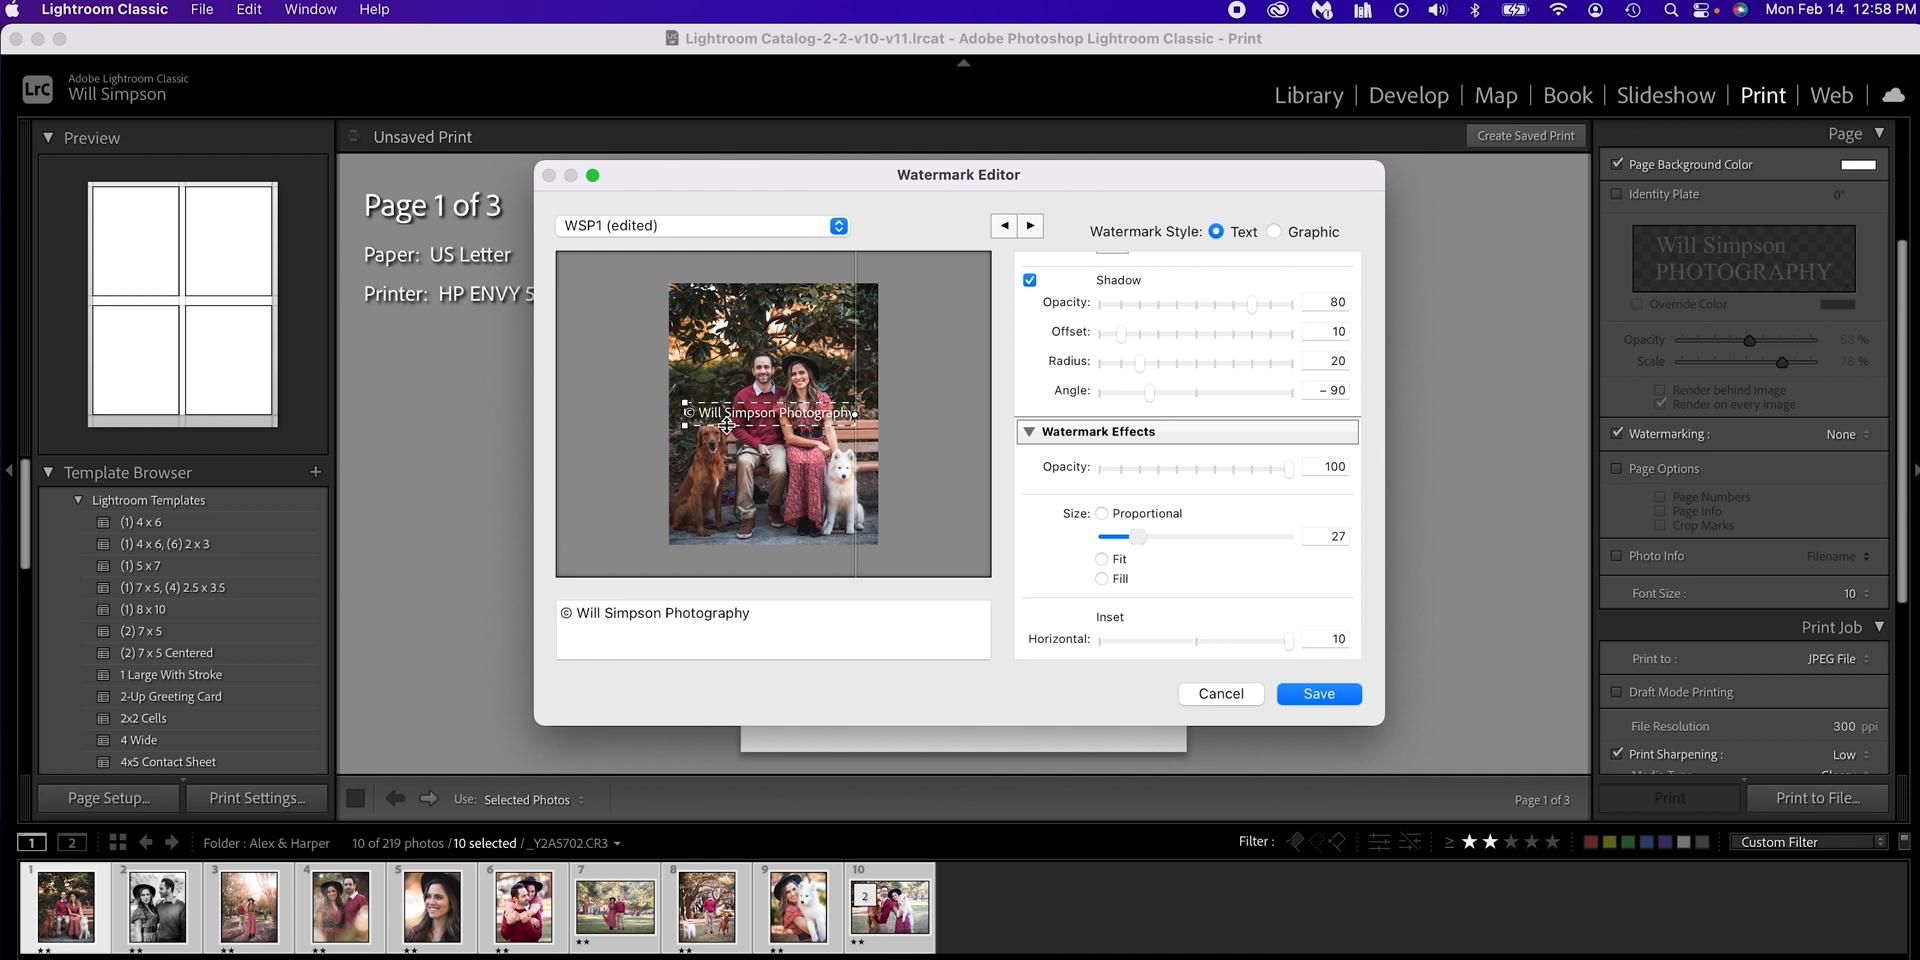 Lightroom Classic File Edit Window Help
Mon Feb 14 12:58 PM
LrC Lightroom Catalog-2-2-v10-v11.lrcat - Adobe Photoshop Lightroom Classic - Print
LrC
Adobe Lightroom Classic
Will Simpson
Library | Develop | Map | Book | Slideshow | Print | Web
Preview
Template Browser +
Lightroom Templates
(1) 4 x 6
(1) 4 x 6, (6) 2 x 3
(1) 5 x 7
(1) 7 x 5, (4) 2.5 x 3.5
(1) 8 x 10
(2) 7 x 5
(2) 7 x 5 Centered
1 Large With Stroke
2-Up Greeting Card
2x2 Cells
4 Wide
4x5 Contact Sheet
Page Setup... Print Settings...
Unsaved Print
Create Saved Print
Page 1 of 3
Paper: US Letter
Printer: HP ENVY 5
Watermark Editor
WSP1 (edited)
Watermark Style: Text Graphic
© Will Simpson Photography
© Will Simpson Photography
Shadow
Opacity: 80
Offset: 10
Radius: 20
Angle: - 90
Watermark Effects
Opacity: 100
Size: Proportional
27
Fit
Fill
Inset
Horizontal: 10
Cancel Save
Page
Page Background Color
Identity Plate 0°
Will Simpson
PHOTOGRAPHY
Override Color
Opacity 53 %
Scale 78 %
Render behind image
Render on every image
Watermarking : None
Page Options
Page Numbers
Page Info
Crop Marks
Photo Info Filename
Font Size : 10
Print Job
Print to : JPEG File
Draft Mode Printing
File Resolution 300 ppi
Print Sharpening : Low
Print Print to File...
Use: Selected Photos
Page 1 of 3
1 2 Folder : Alex & Harper 10 of 219 photos / 10 selected / _Y2A5702.CR3
Filter : ≥ ★★★★★ Custom Filter
1 2 3 4 5 6 7 8 9 10
2